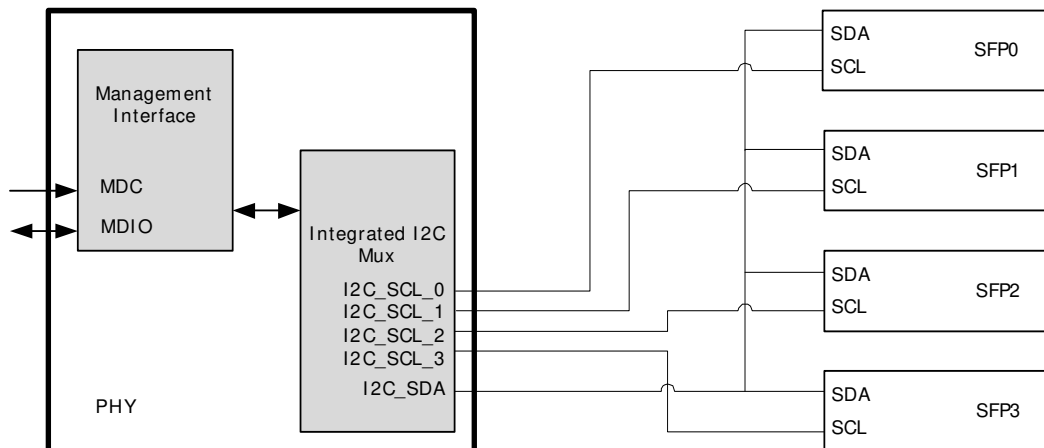 Management
Interface
MDC
MDIO
Integrated I2C
Mux
I2C_SCL_0
I2C_SCL_1
I2C_SCL_2
I2C_SCL_3
I2C_SDA
PHY
SDA
SCL
SFP0
SDA
SCL
SFP1
SDA
SCL
SFP2
SDA
SCL
SFP3